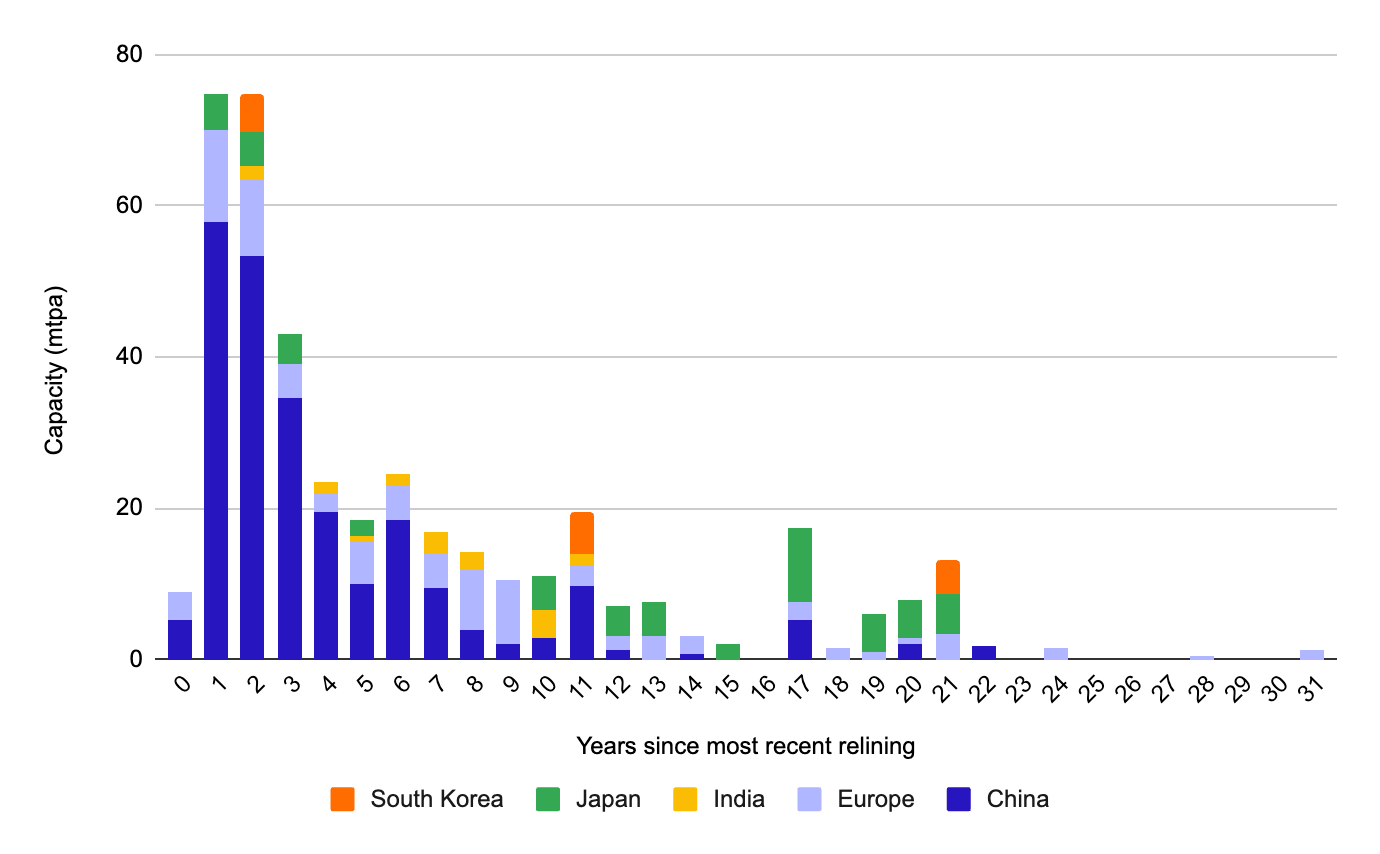 80
60
40
20
0
Capacity (mtpa)
0 1 2 3 4 5 6 7 8 9 10 11 12 13 14 15 16 17 18 19 20 21 22 23 24 25 26 27 28 29 30 31
Years since most recent relining
South Korea Japan India Europe China